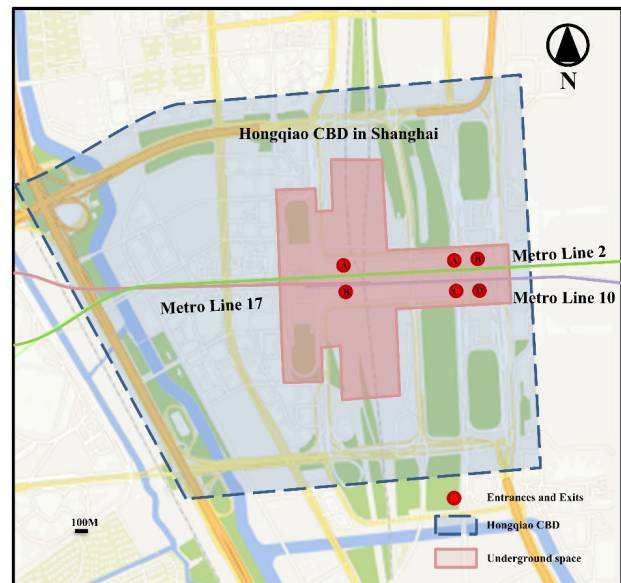 N
Hongqiao CBD in Shanghai
A
A
B
Metro Line 2
B
C
D
Metro Line 17
Metro Line 10
Entrances and Exits
100M
Hongqiao CBD
Underground space